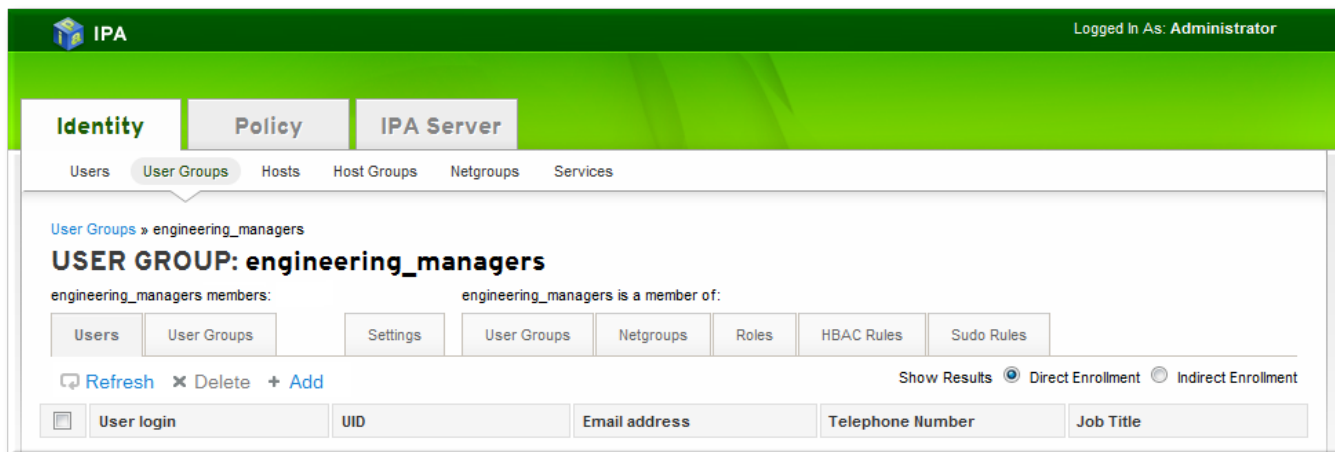 IPA
Logged In As: Administrator
Identity Policy IPA Server
Users User Groups Hosts Host Groups Netgroups Services
User Groups » engineering_managers
USER GROUP: engineering_managers
engineering_managers members: engineering_managers is a member of:
Users User Groups Settings User Groups Netgroups Roles HBAC Rules Sudo Rules
Refresh Delete Add Show Results Direct Enrollment Indirect Enrollment
User login UID Email address Telephone Number Job Title